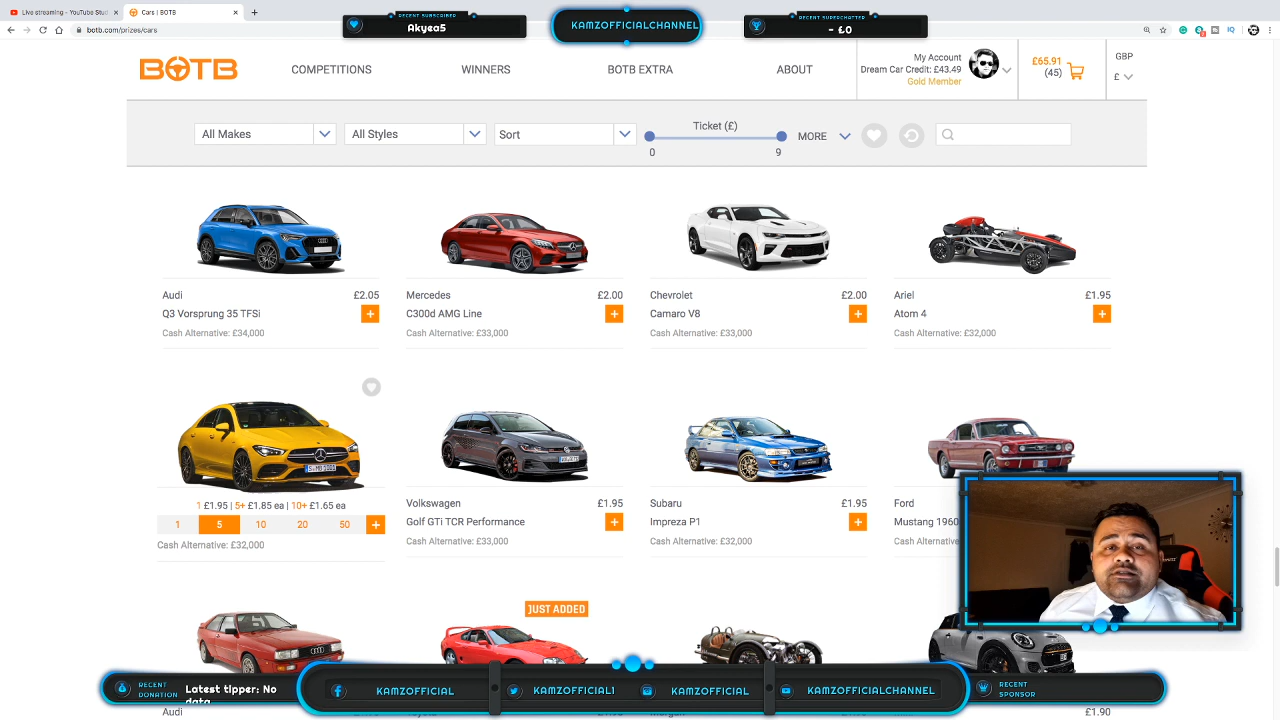 Live streaming - YouTube Stud
Cars | BOTB
botb.com/prizes/cars
RECENT SUBSCRIBER
Akyea5
KAMZOFFICIALCHANNEL
RECENT SUPERCHATTER
- £0
BOTB
COMPETITIONS
WINNERS
BOTB EXTRA
ABOUT
My Account
Dream Car Credit: £43.49
Gold Member
£65.91
(45)
GBP
£
All Makes
All Styles
Sort
Ticket (£)
0
9
MORE
Audi £2.05
Q3 Vorsprung 35 TFSi
Cash Alternative: £34,000
Mercedes £2.00
C300d AMG Line
Cash Alternative: £33,000
Chevrolet £2.00
Camaro V8
Cash Alternative: £33,000
Ariel £1.95
Atom 4
Cash Alternative: £32,000
1 £1.95 | 5+ £1.85 ea | 10+ £1.65 ea
1 5 10 20 50 +
Cash Alternative: £32,000
Volkswagen £1.95
Golf GTi TCR Performance
Cash Alternative: £33,000
Subaru £1.95
Impreza P1
Cash Alternative: £32,000
Ford
Mustang 1960
Cash Alternative:
JUST ADDED
RECENT
DONATION
Latest tipper: No
data
KAMZOFFICIAL
KAMZOFFICIAL1
KAMZOFFICIAL
KAMZOFFICIALCHANNEL
RECENT
SPONSOR
Audi
£1.90